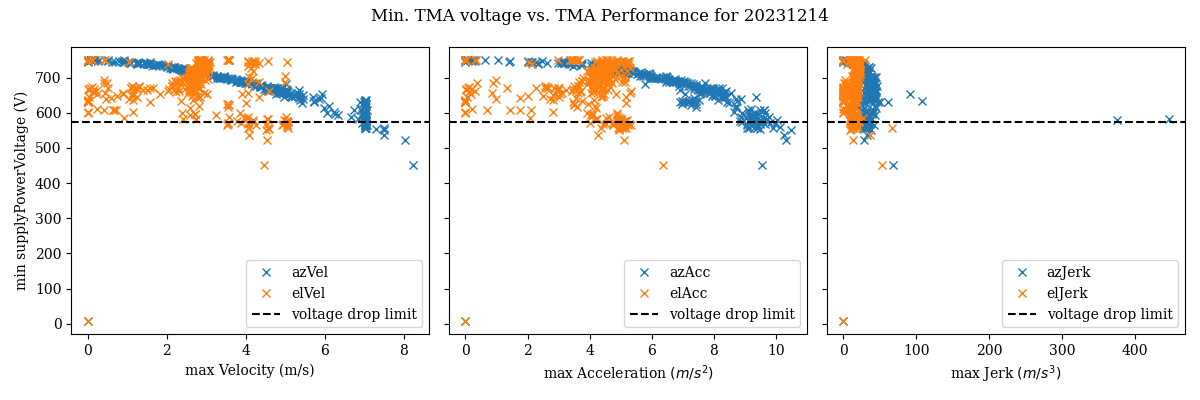 Min. TMA voltage vs. TMA Performance for 20231214
min supplyPowerVoltage (V)
700
600
500
400
300
200
100
0
azVel
elVel
voltage drop limit
0 2 4 6 8
max Velocity (m/s)
azAcc
elAcc
voltage drop limit
0 2 4 6 8 10
max Acceleration (m/s²)
azJerk
elJerk
voltage drop limit
0 100 200 300 400
max Jerk (m/s³)